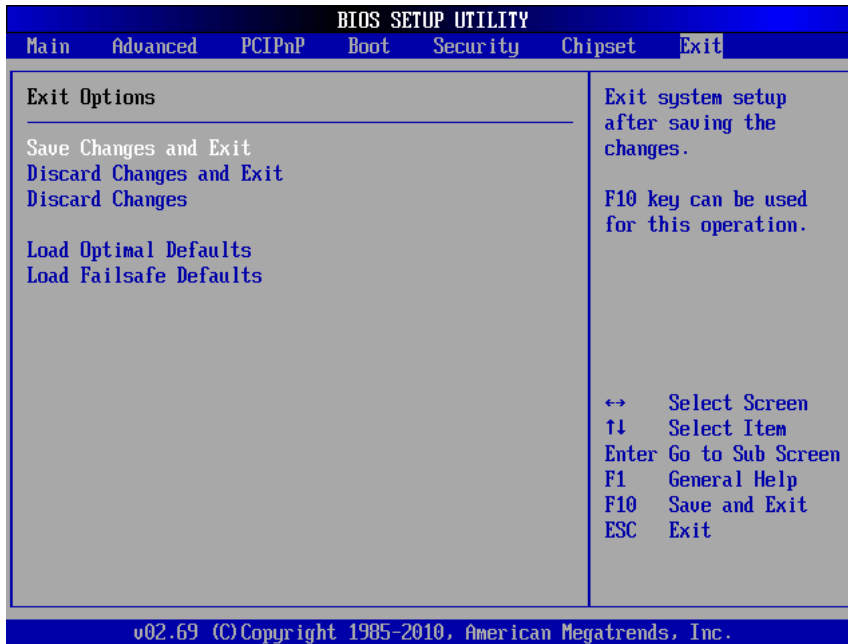 BIOS SETUP UTILITY
Main Advanced PCIPnP Boot Security Chipset Exit
Exit Options
Save Changes and Exit
Discard Changes and Exit
Discard Changes
Load Optimal Defaults
Load Failsafe Defaults
Exit system setup
after saving the
changes.
F10 key can be used
for this operation.
↔ Select Screen
↑↓ Select Item
Enter Go to Sub Screen
F1 General Help
F10 Save and Exit
ESC Exit
v02.69 (C)Copyright 1985-2010, American Megatrends, Inc.